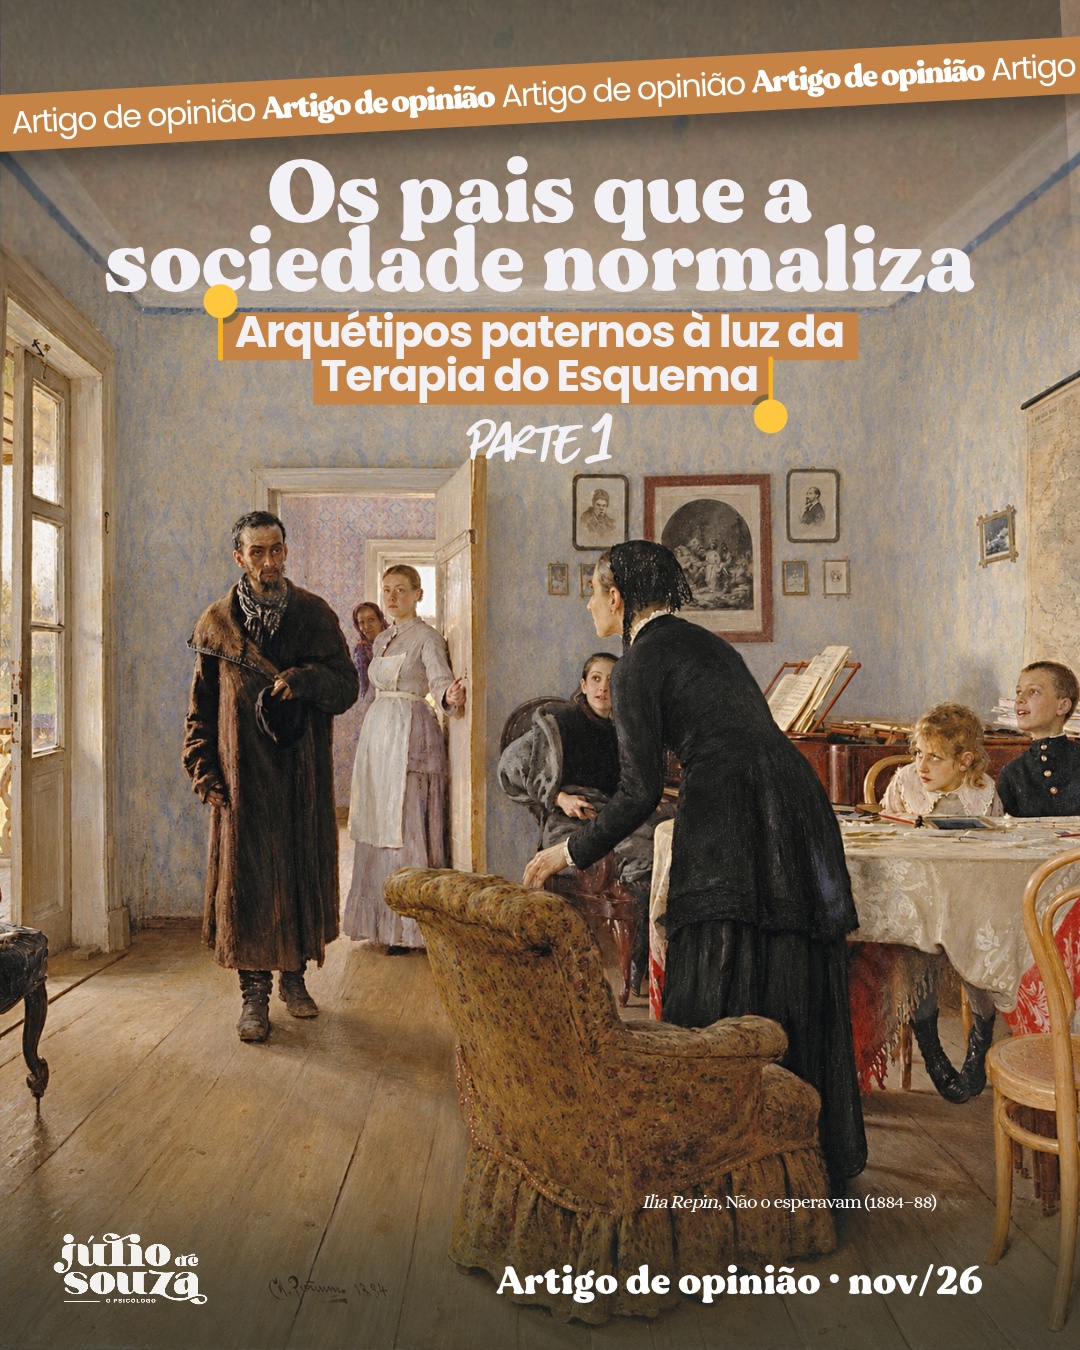 Artigo de opinião Artigo de opinião Artigo de opinião Artigo de opinião Artigo
Os pais que a
sociedade normaliza
Arquétipos paternos à luz da
Terapia do Esquema
PARTE 1
Ilia Repin, Não o esperavam (1884–88)
júlio de
souza
O PSICÓLOGO
Artigo de opinião • nov/26